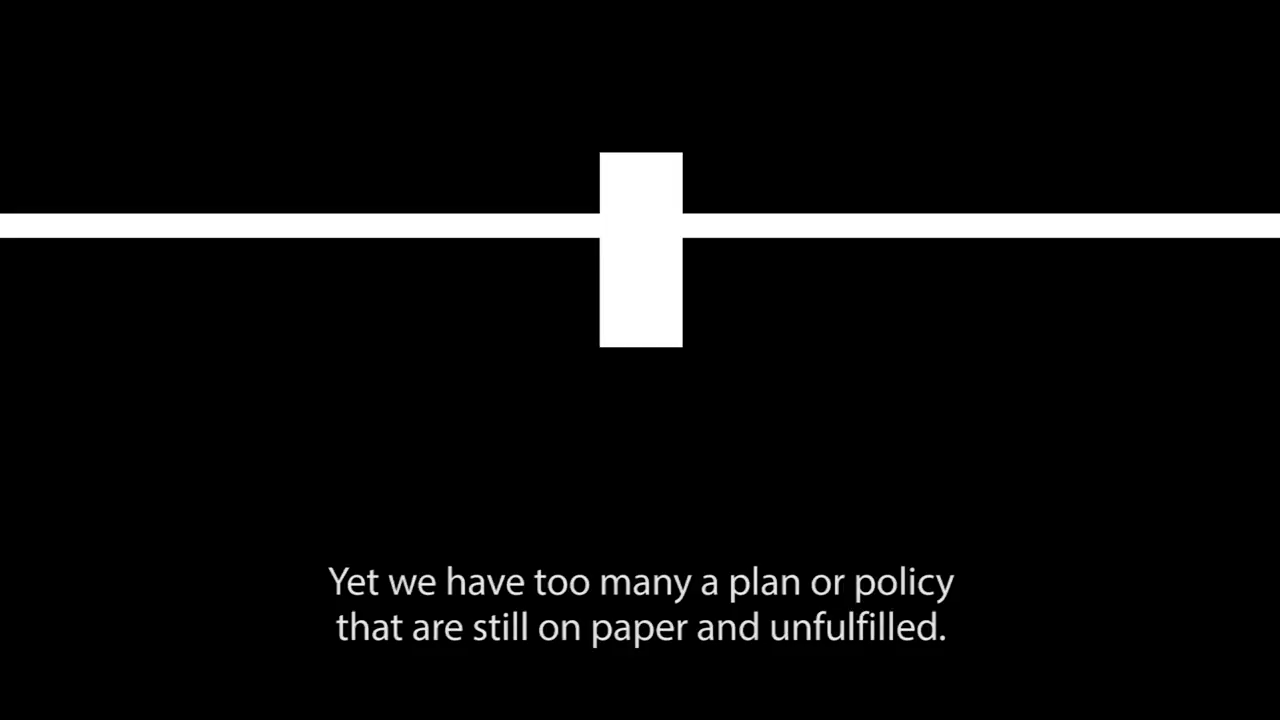 Yet we have too many a plan or policy
that are still on paper and unfulfilled.